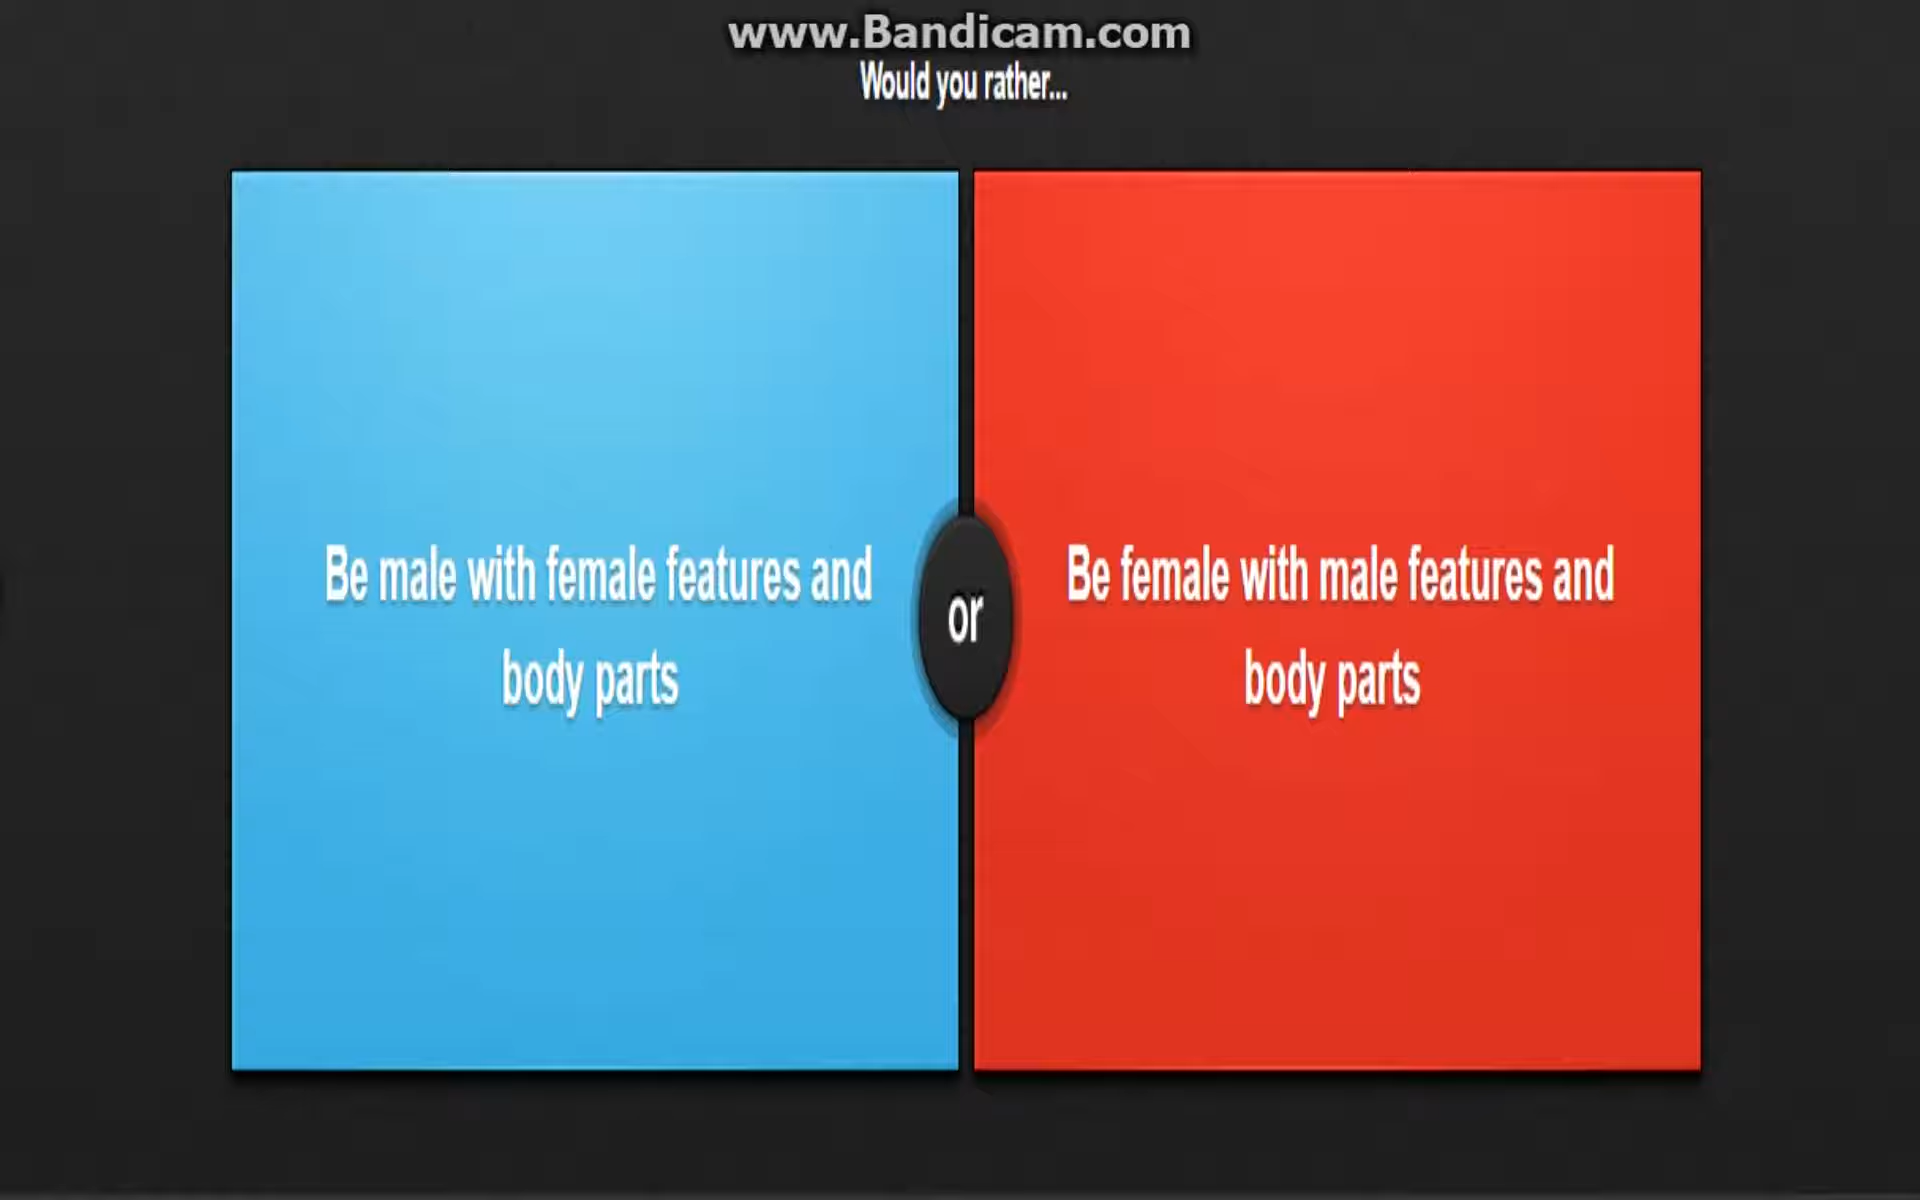 www.Bandicam.com
Would you rather...
Be male with female features and
body parts
or
Be female with male features and
body parts